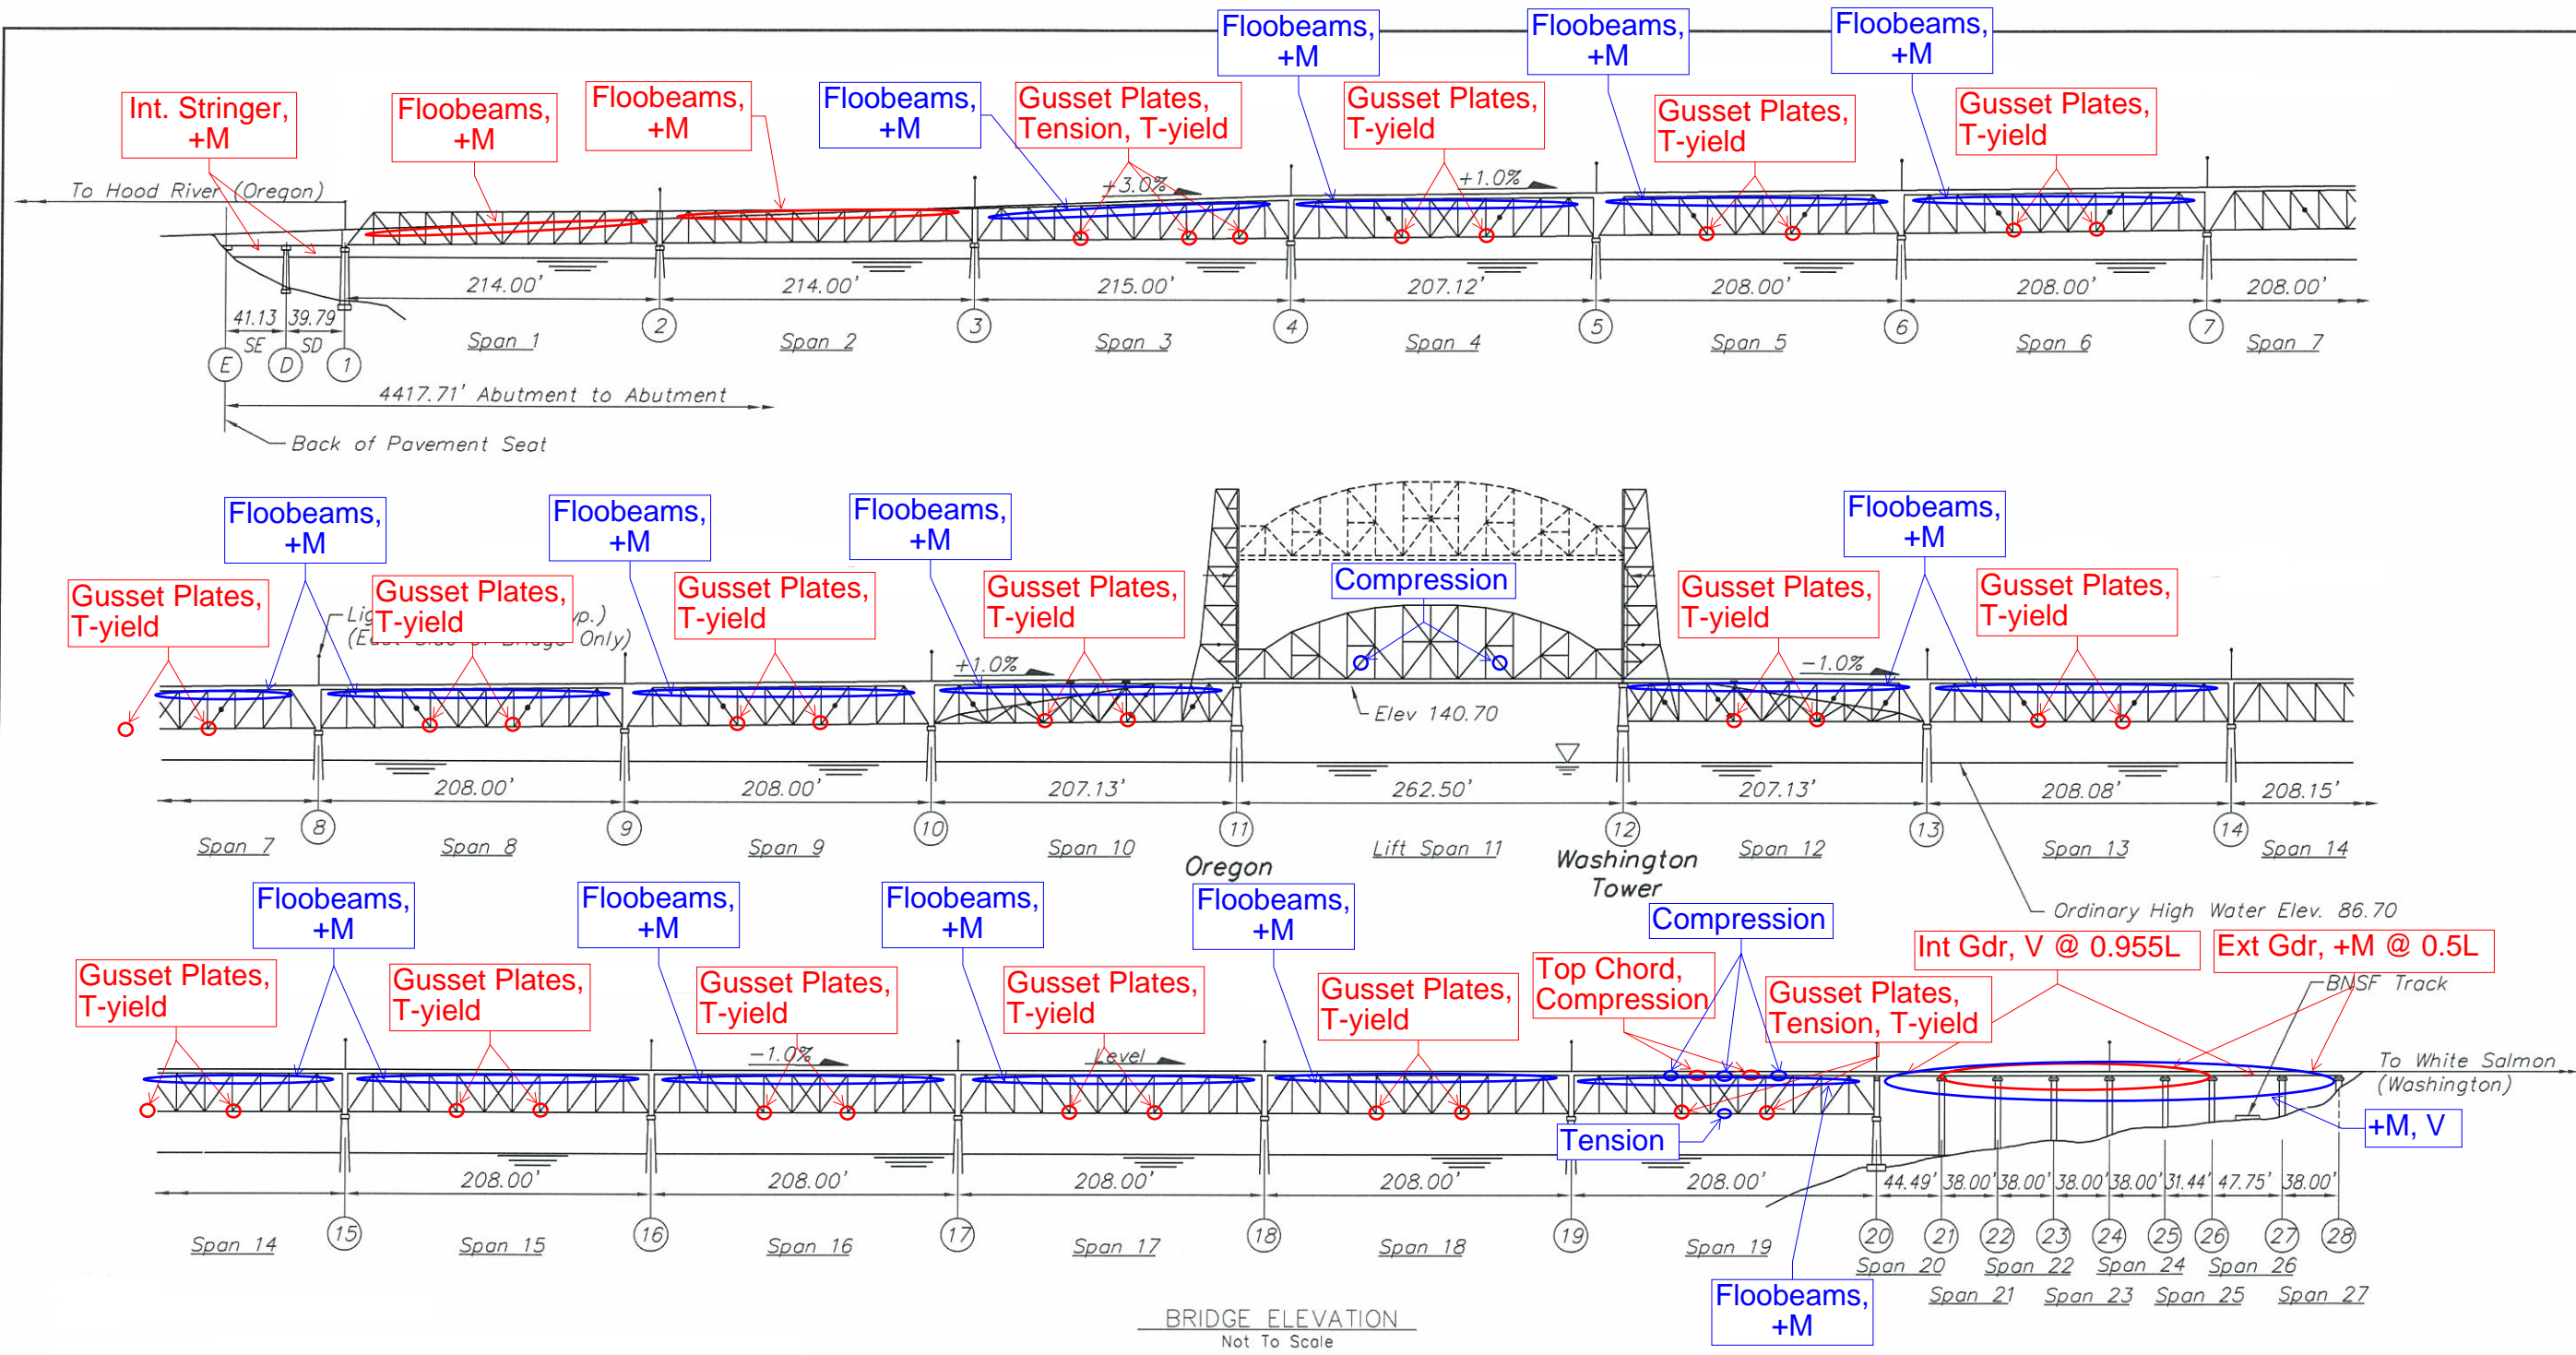 Floobeams,
+M
Floobeams,
+M
Floobeams,
+M
Int. Stringer,
+M
Floobeams,
+M
Floobeams,
+M
Floobeams,
+M
Gusset Plates,
Tension, T-yield
Gusset Plates,
T-yield
Gusset Plates,
T-yield
Gusset Plates,
T-yield
To Hood River (Oregon)
+3.0%
+1.0%
214.00'
214.00'
215.00'
207.12'
208.00'
208.00'
208.00'
41.13
39.79
SE
SD
E
D
1
2
3
4
5
6
7
Span 1
Span 2
Span 3
Span 4
Span 5
Span 6
Span 7
4417.71' Abutment to Abutment
Back of Pavement Seat
Floobeams,
+M
Floobeams,
+M
Floobeams,
+M
Floobeams,
+M
Gusset Plates,
T-yield
Gusset Plates,
T-yield
Gusset Plates,
T-yield
Gusset Plates,
T-yield
Compression
Gusset Plates,
T-yield
Gusset Plates,
T-yield
Only)
+1.0%
-1.0%
Elev 140.70
208.00'
208.00'
207.13'
262.50'
207.13'
208.08'
208.15'
8
9
10
11
12
13
14
Span 7
Span 8
Span 9
Span 10
Lift Span 11
Span 12
Span 13
Span 14
Oregon
Washington
Tower
Ordinary High Water Elev. 86.70
Floobeams,
+M
Floobeams,
+M
Floobeams,
+M
Floobeams,
+M
Compression
Int Gdr, V @ 0.955L
Ext Gdr, +M @ 0.5L
Gusset Plates,
T-yield
Gusset Plates,
T-yield
Gusset Plates,
T-yield
Gusset Plates,
T-yield
Gusset Plates,
T-yield
Top Chord,
Compression
Gusset Plates,
Tension, T-yield
BNSF Track
-1.0%
Level
To White Salmon
(Washington)
+M, V
Tension
208.00'
208.00'
208.00'
208.00'
208.00'
44.49'
38.00'
38.00'
38.00'
38.00'
31.44'
47.75'
38.00'
15
16
17
18
19
20
21
22
23
24
25
26
27
28
Span 14
Span 15
Span 16
Span 17
Span 18
Span 19
Span 20
Span 22
Span 24
Span 26
Span 21
Span 23
Span 25
Span 27
Floobeams,
+M
BRIDGE ELEVATION
Not To Scale